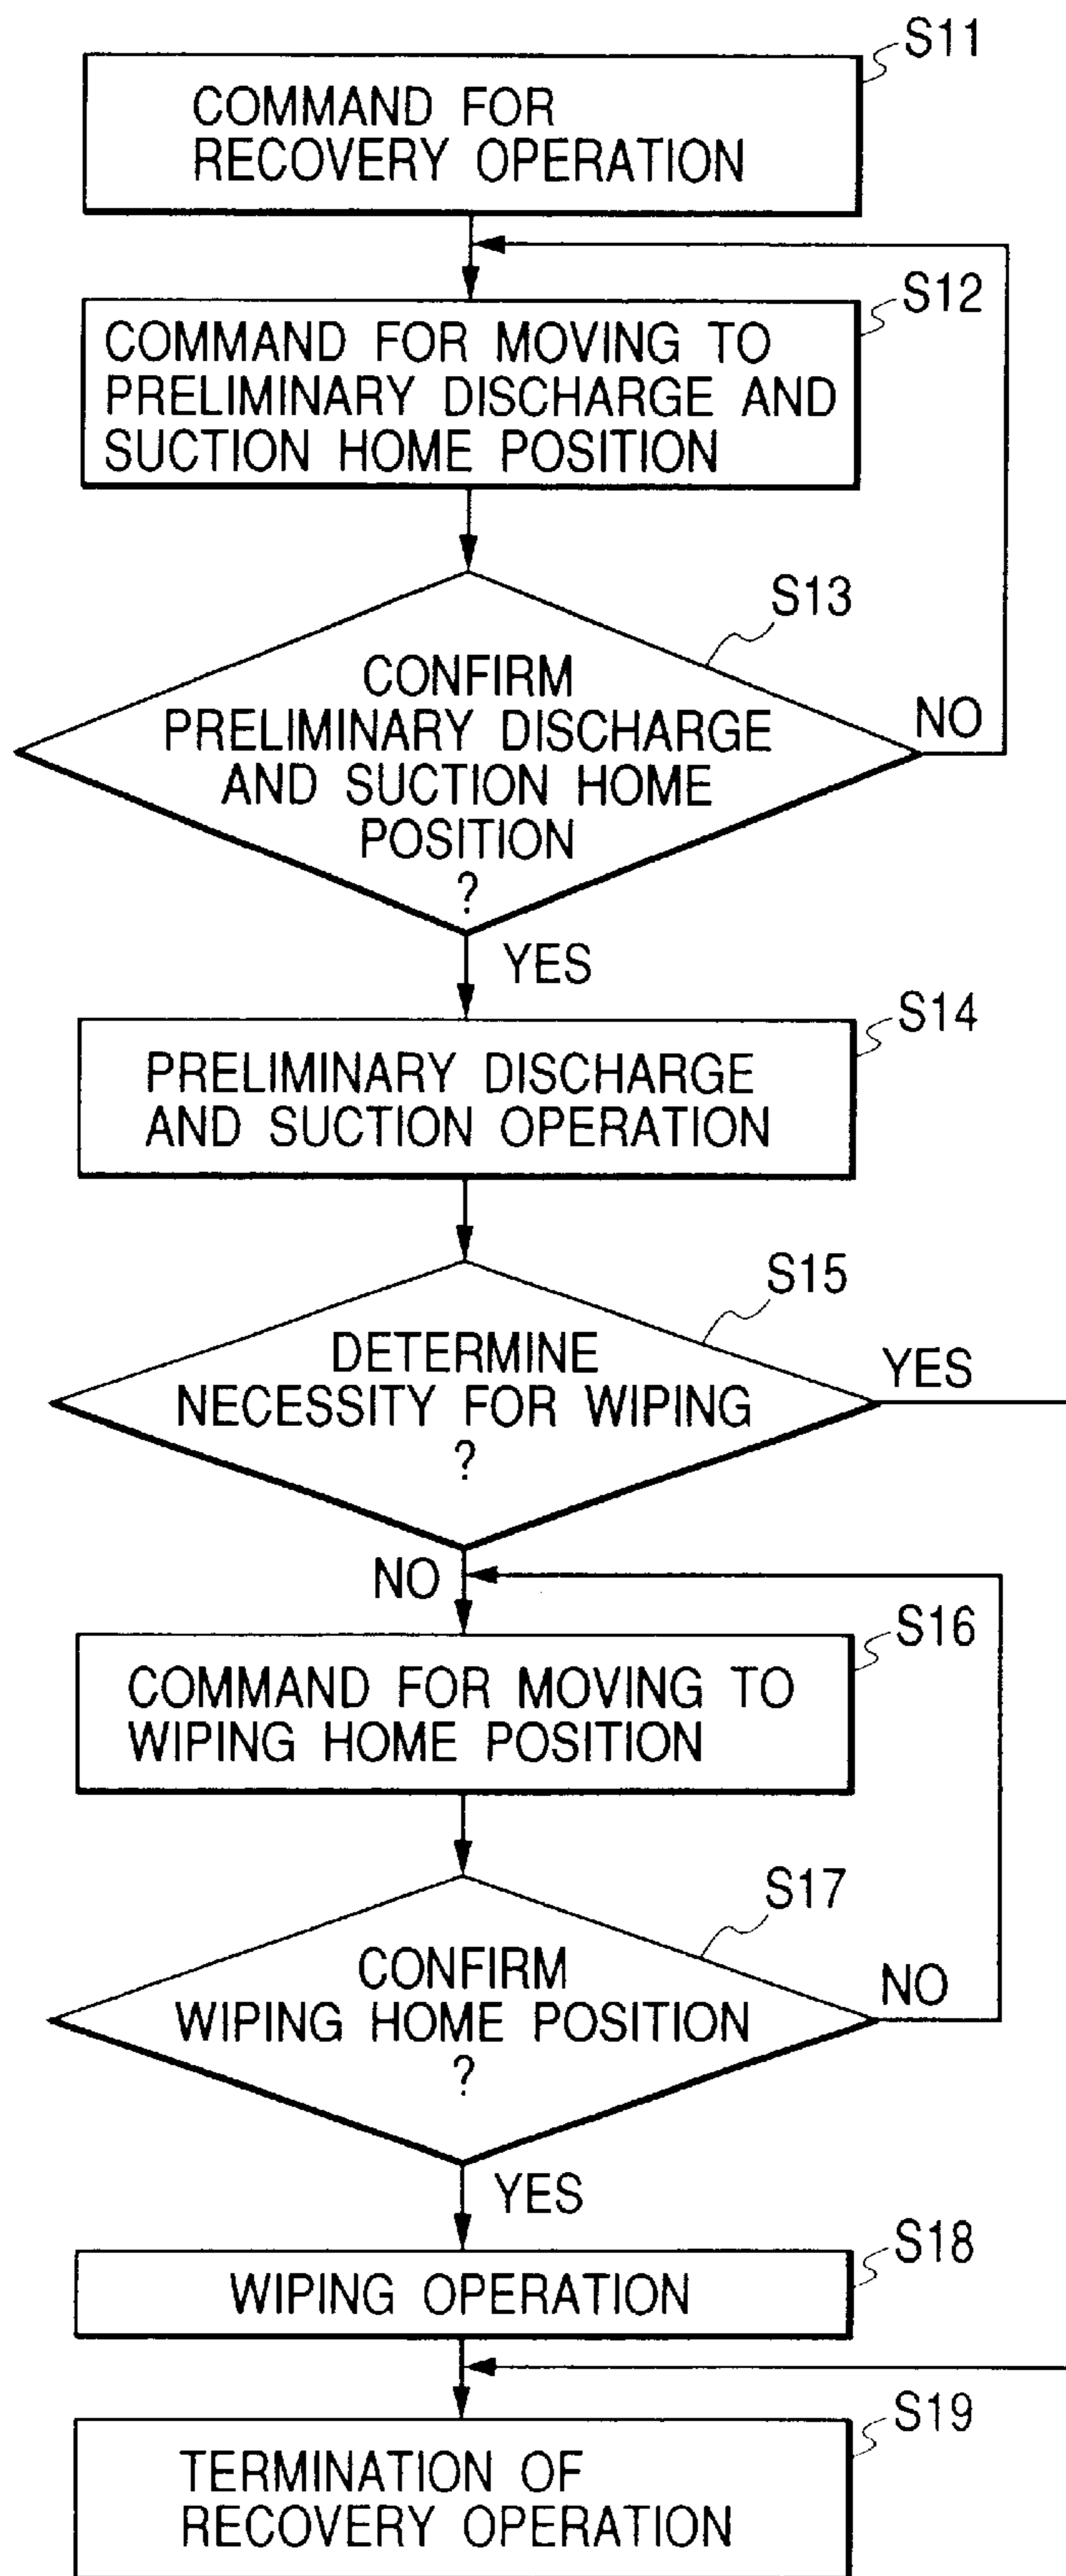 S11
COMMAND FOR
RECOVERY OPERATION
S12
COMMAND FOR MOVING TO
PRELIMINARY DISCHARGE AND
SUCTION HOME POSITION
S13
CONFIRM
PRELIMINARY DISCHARGE
AND SUCTION HOME
POSITION
?
NO
YES
S14
PRELIMINARY DISCHARGE
AND SUCTION OPERATION
S15
DETERMINE
NECESSITY FOR WIPING
?
YES
NO
S16
COMMAND FOR MOVING TO
WIPING HOME POSITION
S17
CONFIRM
WIPING HOME POSITION
?
NO
YES
S18
WIPING OPERATION
S19
TERMINATION OF
RECOVERY OPERATION